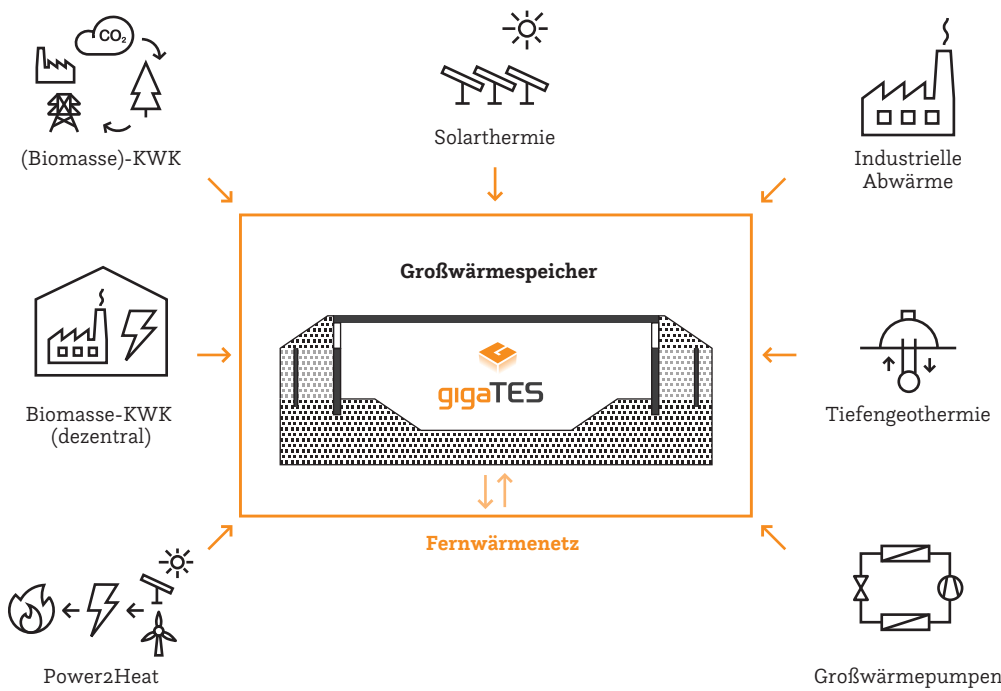 CO₂
(Biomasse)-KWK
Solarthermie
Industrielle
Abwärme
Großwärmespeicher
gigaTES
Biomasse-KWK
(dezentral)
Tiefengeothermie
Fernwärmenetz
Power2Heat
Großwärmepumpen